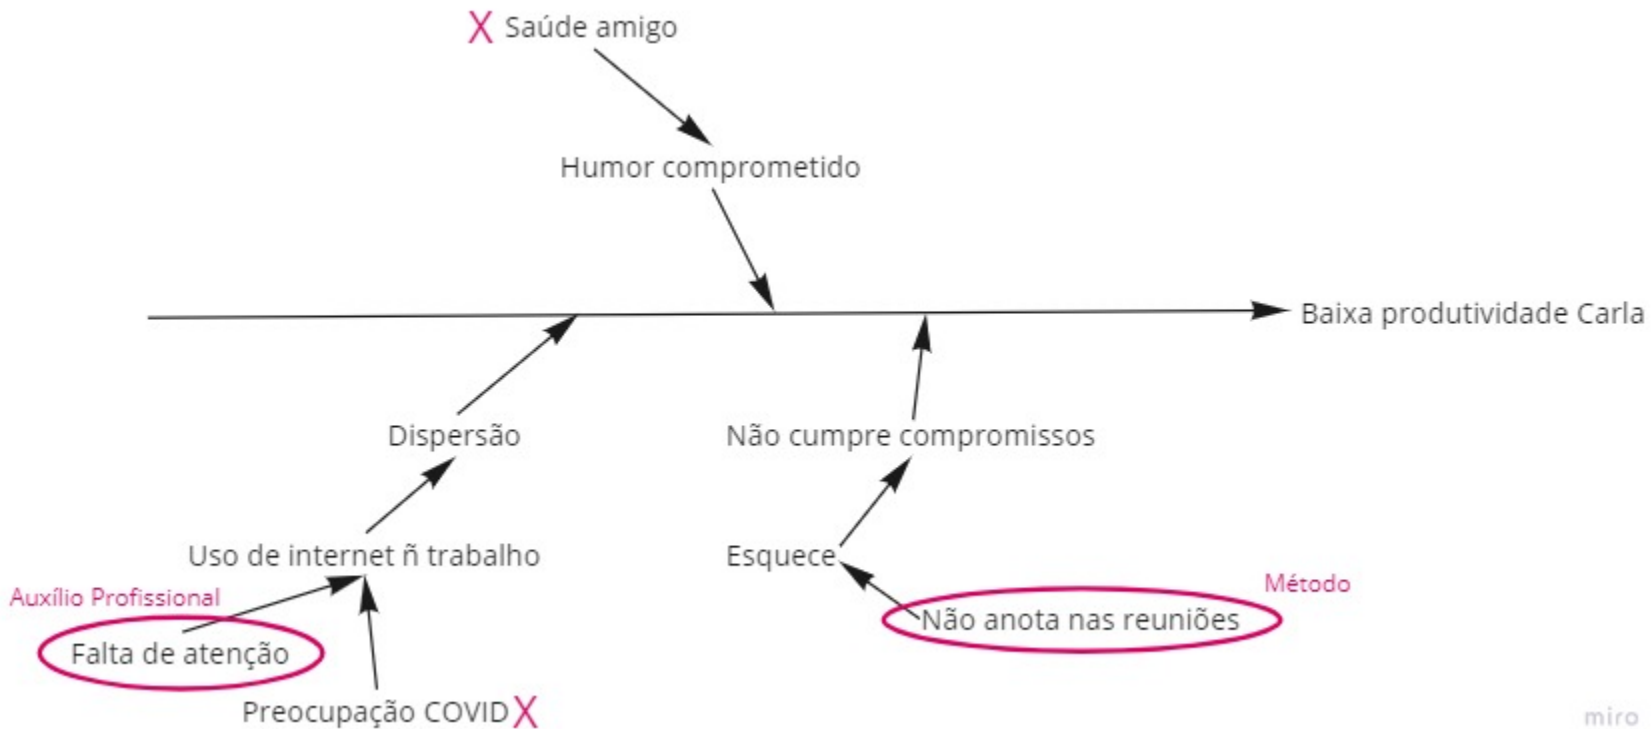 X Saúde amigo
Humor comprometido
Baixa produtividade Carla
Dispersão
Não cumpre compromissos
Uso de internet ñ trabalho
Esquece
Auxílio Profissional
Método
Falta de atenção
Não anota nas reuniões
Preocupação COVID X
miro